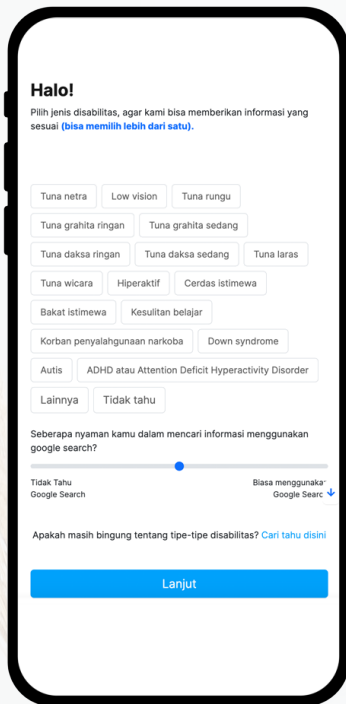 Halo!
Pilih jenis disabilitas, agar kami bisa memberikan informasi yang
sesuai (bisa memilih lebih dari satu).
Tuna netra Low vision Tuna rungu
Tuna grahita ringan Tuna grahita sedang
Tuna daksa ringan Tuna daksa sedang Tuna laras
Tuna wicara Hiperaktif Cerdas istimewa
Bakat istimewa Kesulitan belajar
Korban penyalahgunaan narkoba Down syndrome
Autis ADHD atau Attention Deficit Hyperactivity Disorder
Lainnya Tidak tahu
Seberapa nyaman kamu dalam mencari informasi menggunakan
google search?
Tidak Tahu Biasa
Google Search Google
Apakah masih bingung tentang tipe-tipe disabilitas? Cari tahu disini
Lanjut